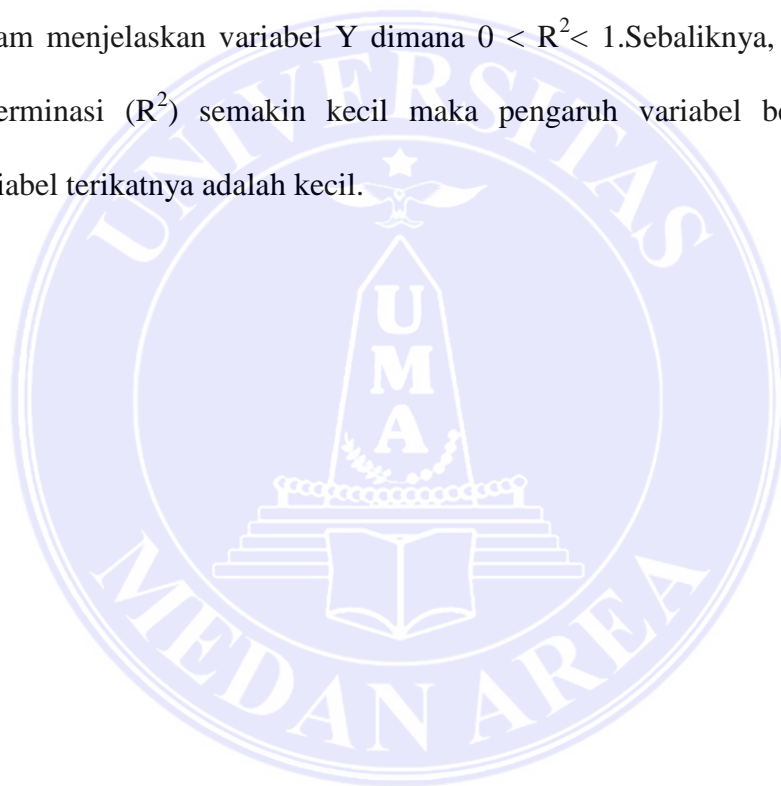 am menjelaskan variabel Y dimana 0 < R²< 1.Sebaliknya,
erminasi (R²) semakin kecil maka pengaruh variabel be
iabel terikatnya adalah kecil.
UNIVERSITAS
UMA
MEDAN AREA